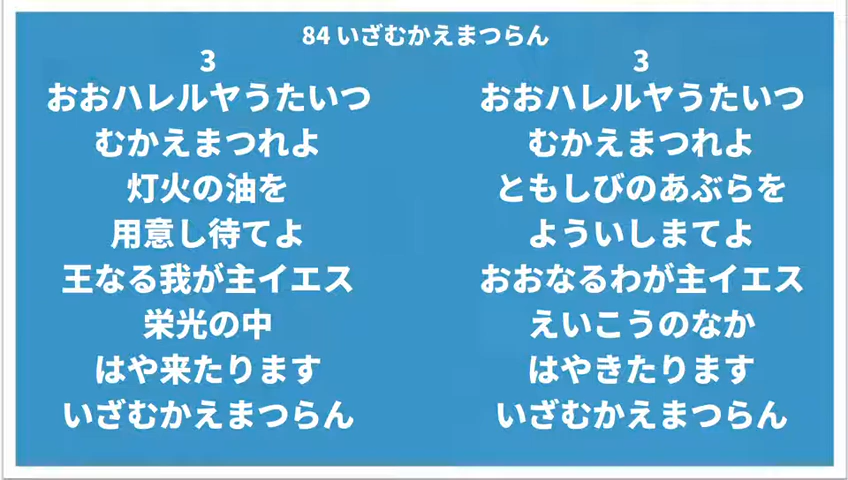 84 いざむかえまつらん
3
おおハレルヤうたいつ
むかえまつれよ
灯火の油を
用意し待てよ
王なる我が主イエス
栄光の中
はや来たります
いざむかえまつらん
3
おおハレルヤうたいつ
むかえまつれよ
ともしびのあぶらを
よういしまてよ
おおなるわが主イエス
えいこうのなか
はやきたります
いざむかえまつらん